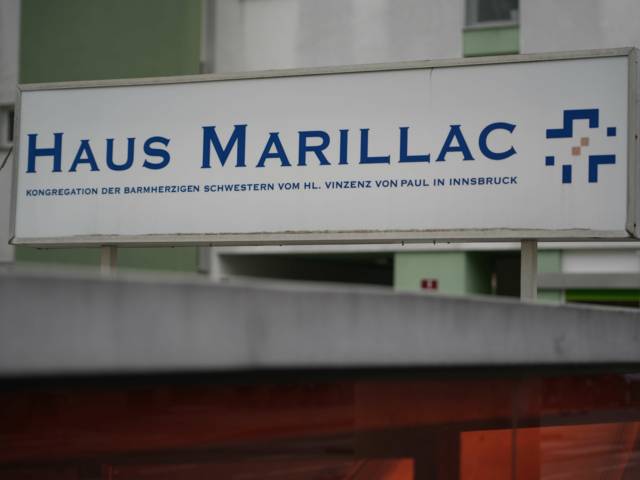 HAUS MARILLAC
KONGREGATION DER BARMHERZIGEN SCHWESTERN VOM HL. VINZENZ VON PAUL IN INNSBRUCK